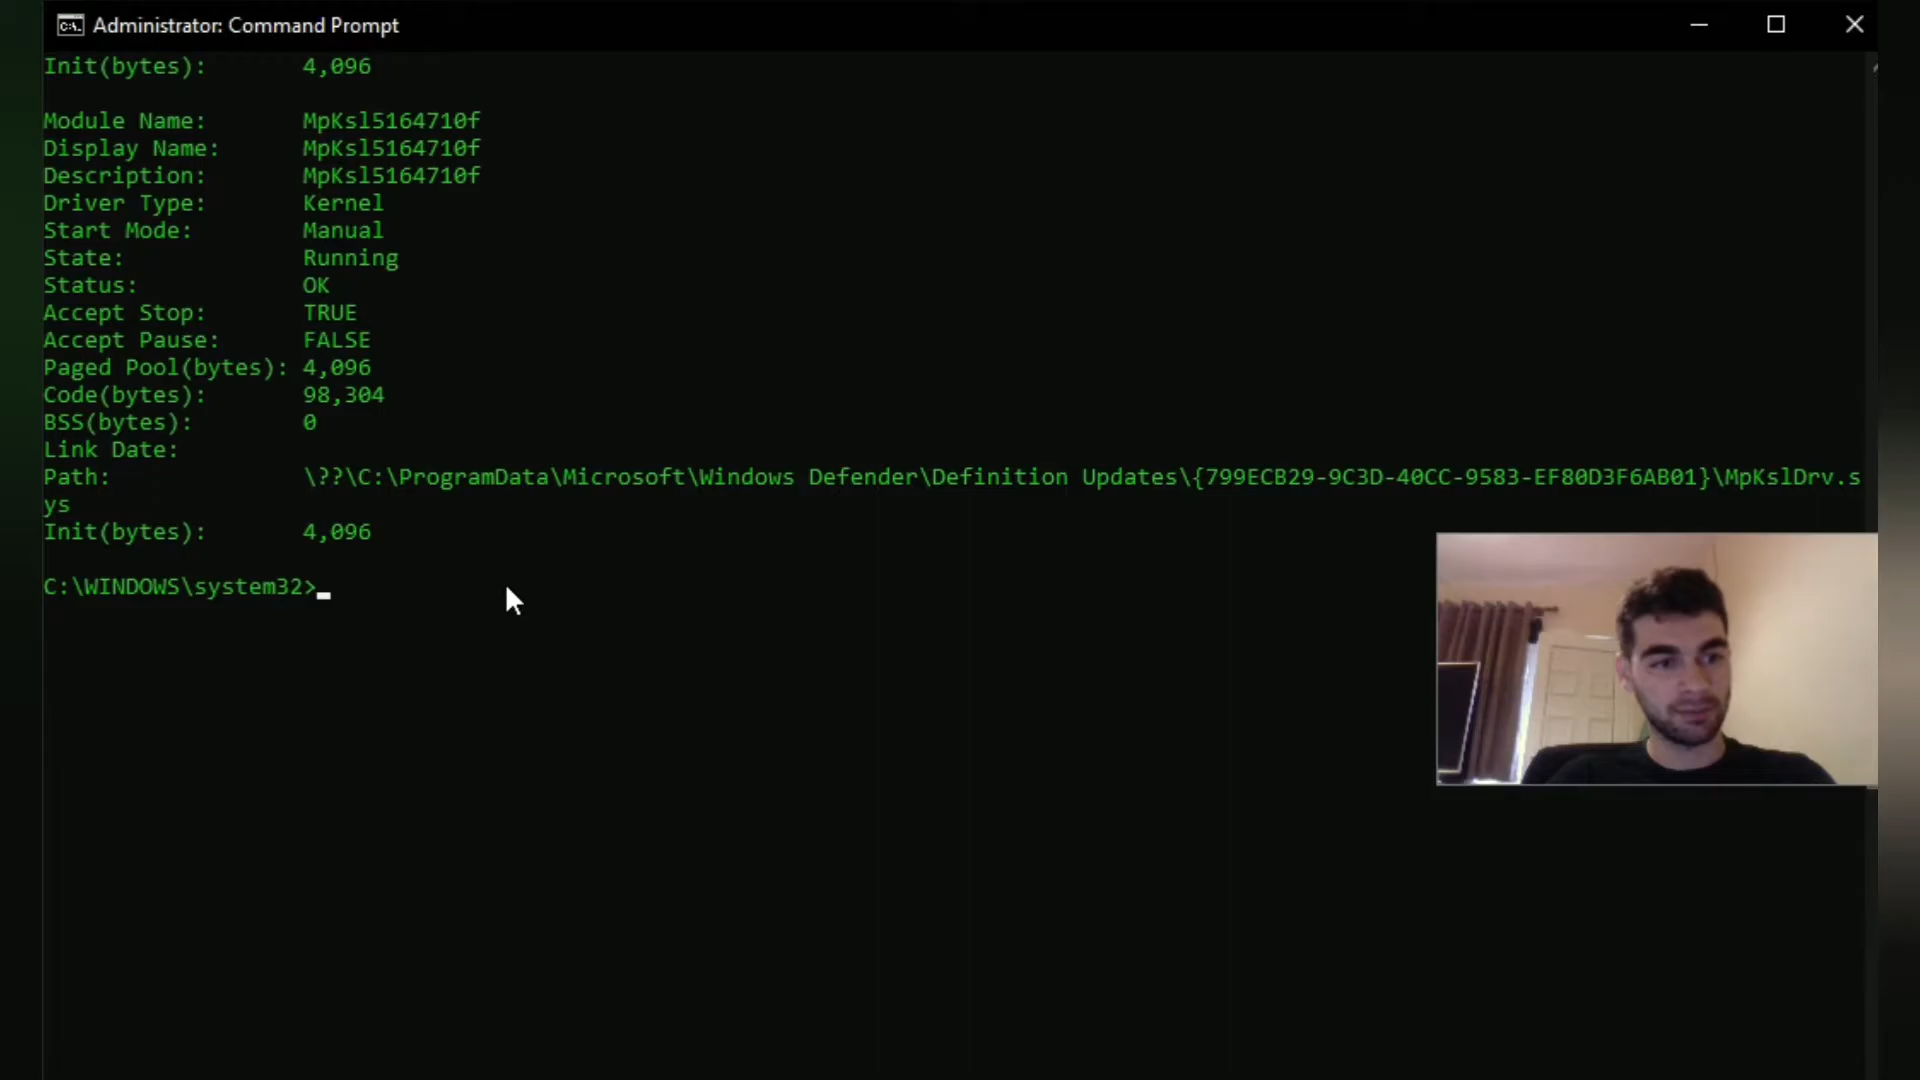 Administrator: Command Prompt
Init(bytes): 4,096
Module Name: MpKsl5164710f
Display Name: MpKsl5164710f
Description: MpKsl5164710f
Driver Type: Kernel
Start Mode: Manual
State: Running
Status: OK
Accept Stop: TRUE
Accept Pause: FALSE
Paged Pool(bytes): 4,096
Code(bytes): 98,304
BSS(bytes): 0
Link Date:
Path: \??\C:\ProgramData\Microsoft\Windows Defender\Definition Updates\{799ECB29-9C3D-40CC-9583-EF80D3F6AB01}\MpKslDrv.s
ys
Init(bytes): 4,096
C:\WINDOWS\system32>